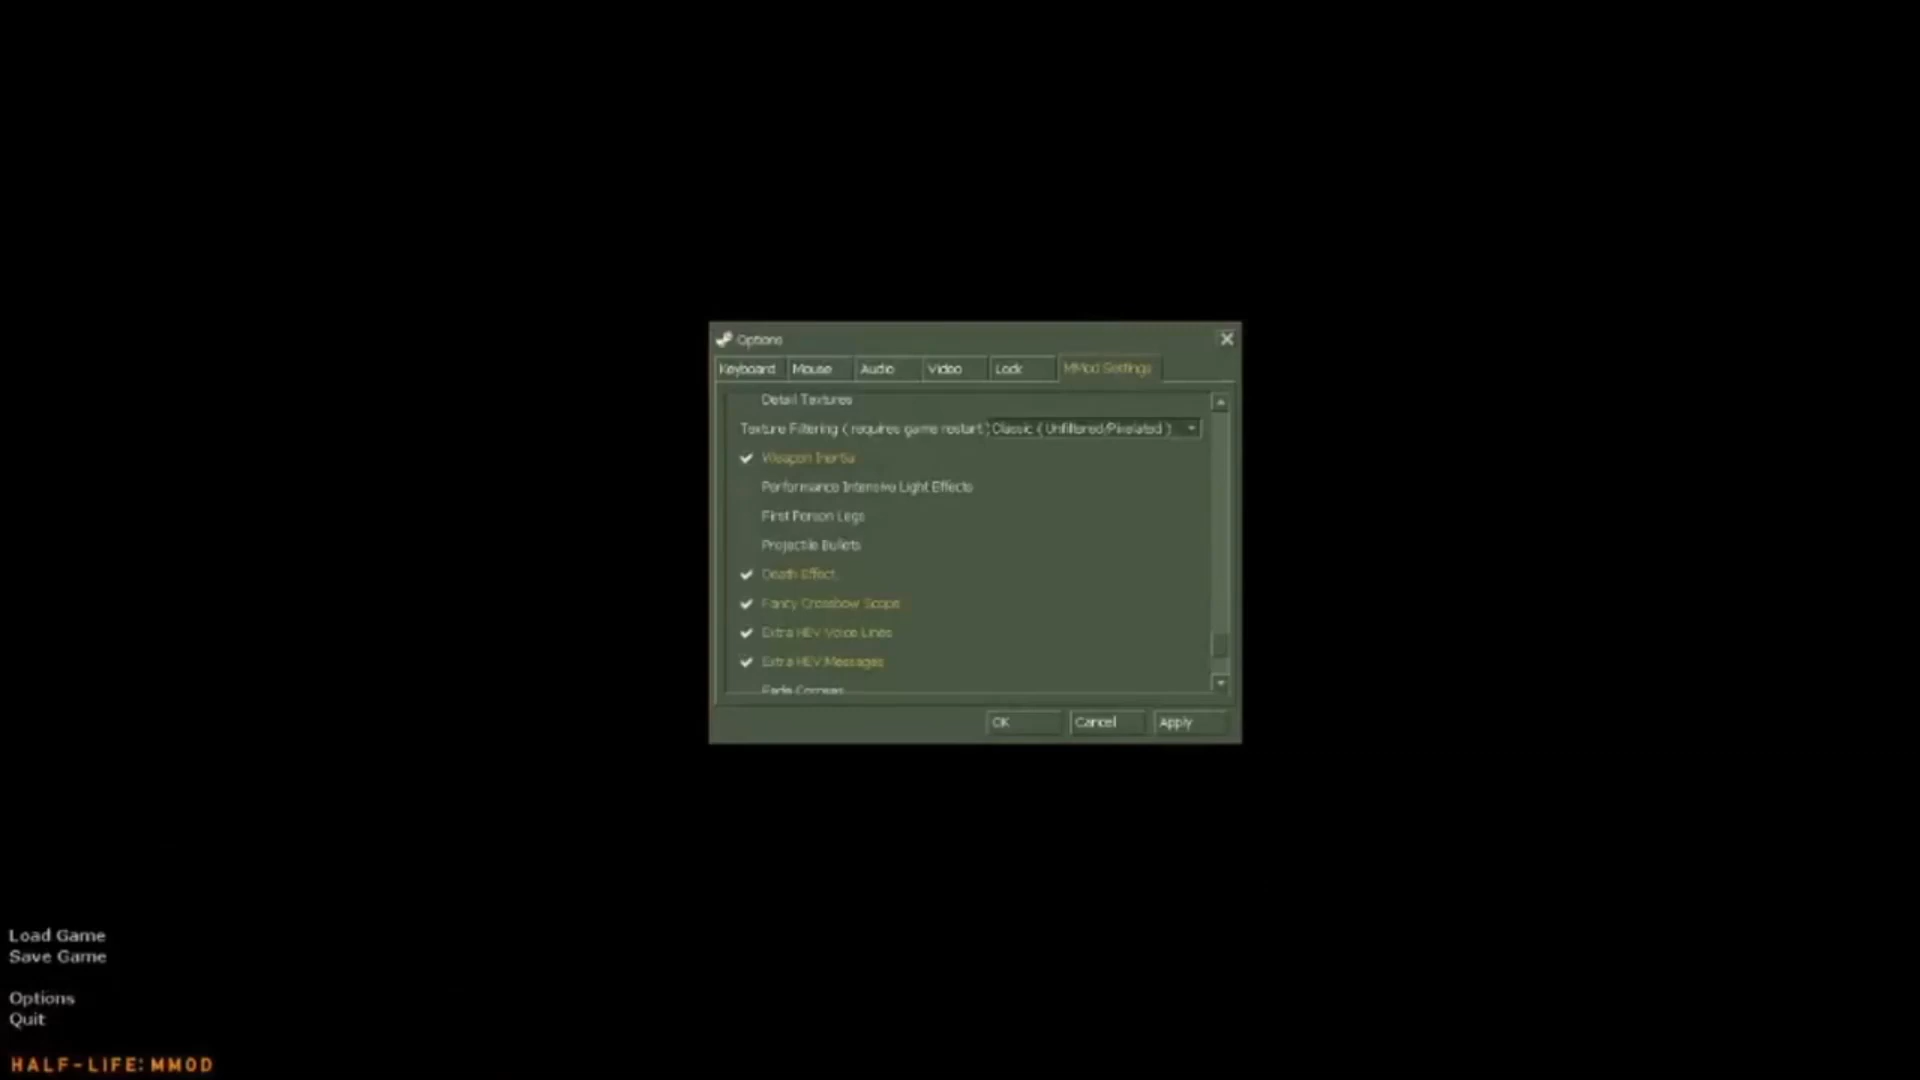 Options
Keyboard Mouse Audio Video Lock MMod Settings
Detail Textures
Texture Filtering ( requires game restart ) Classic ( Unfiltered/Pixelated )
Weapon Inertia
Performance Intensive Light Effects
First Person Legs
Projectile Bullets
Death Effect
Fancy Crossbow Scope
Extra HEV Voice Lines
Extra HEV Messages
Fade Corpses
OK Cancel Apply
Load Game
Save Game
Options
Quit
HALF-LIFE: MMOD